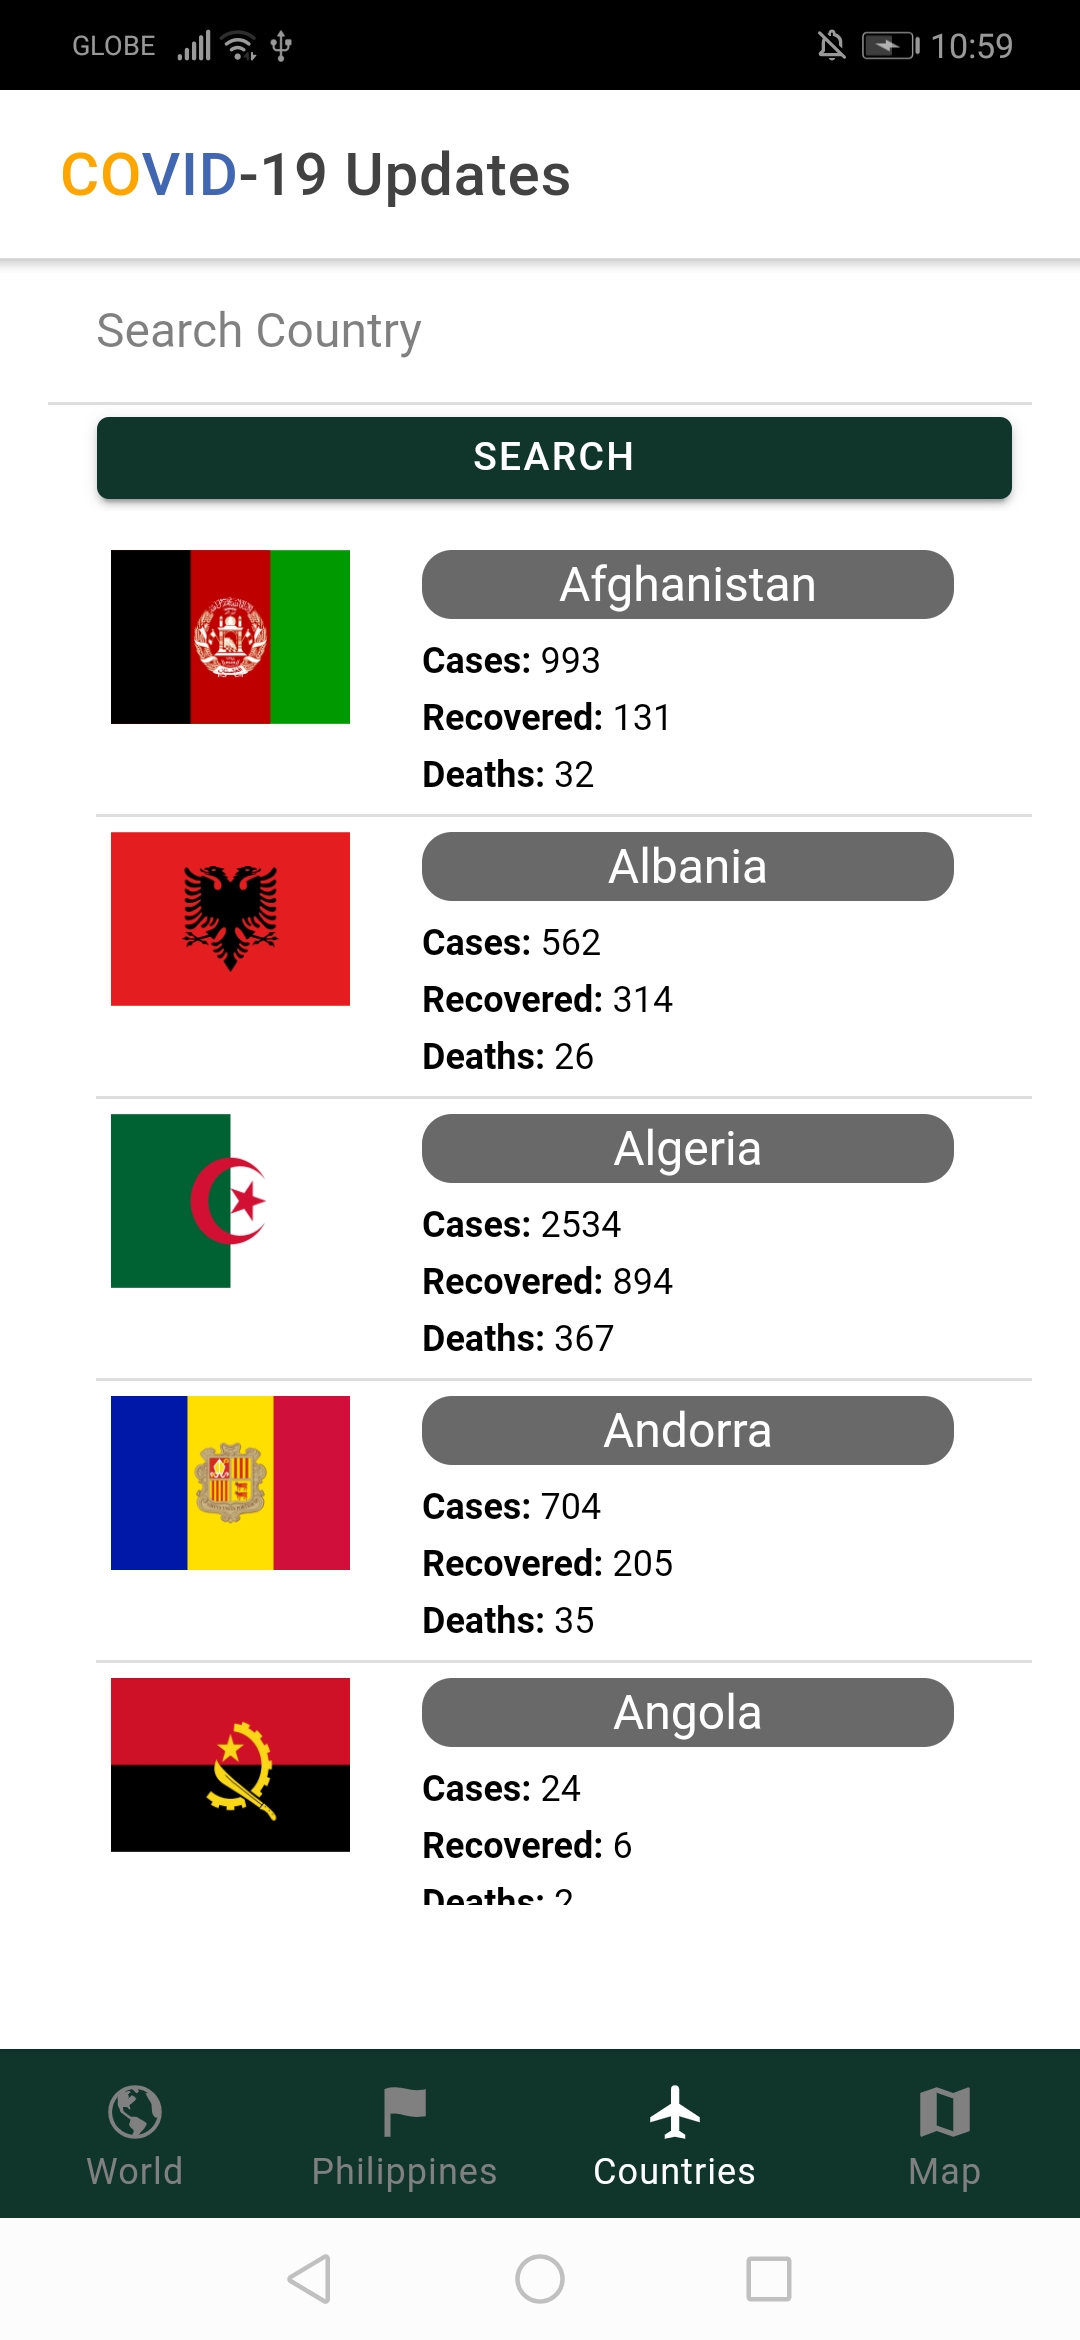 GLOBE 10:59
COVID-19 Updates
Search Country
SEARCH
Afghanistan
Cases: 993
Recovered: 131
Deaths: 32
Albania
Cases: 562
Recovered: 314
Deaths: 26
Algeria
Cases: 2534
Recovered: 894
Deaths: 367
Andorra
Cases: 704
Recovered: 205
Deaths: 35
Angola
Cases: 24
Recovered: 6
Deaths: 2
World Philippines Countries Map